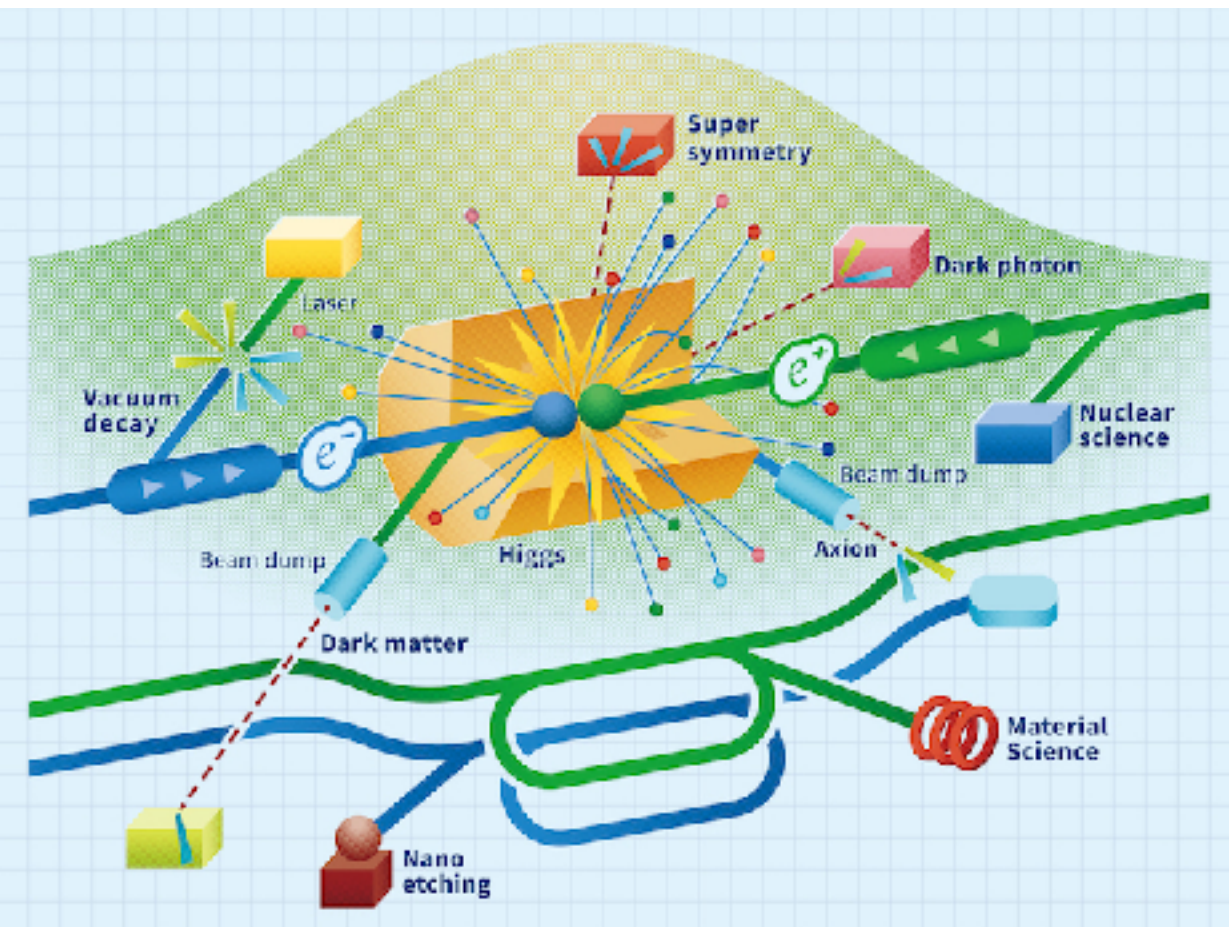 Super
symmetry
Dark photon
Laser
Vacuum
decay
e⁻
e⁺
Nuclear
science
Beam dump
Axion
Higgs
Beam dump
Dark matter
Material
Science
Nano
etching